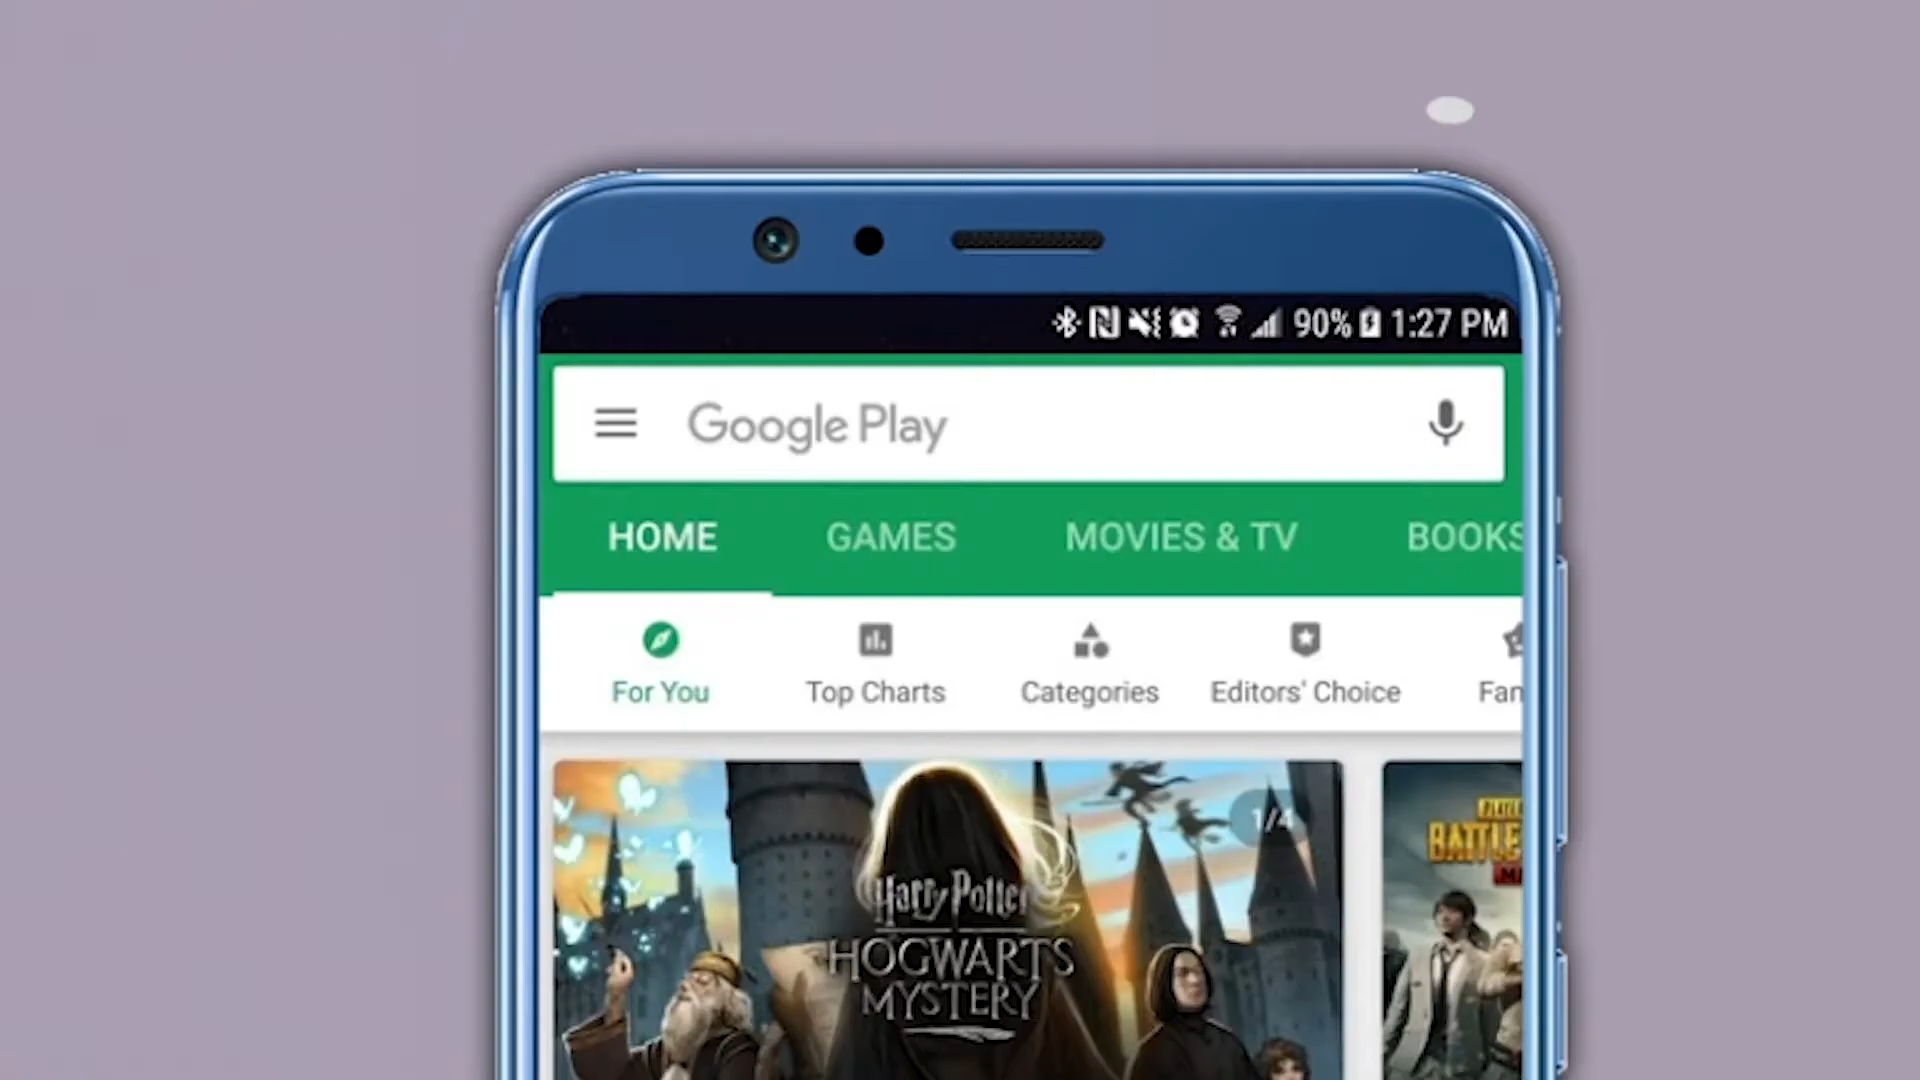 90% 1:27 PM
Google Play
HOME GAMES MOVIES & TV BOOKS
For You Top Charts Categories Editors' Choice Fam
1/4
Harry Potter
HOGWARTS
MYSTERY
BATTLE